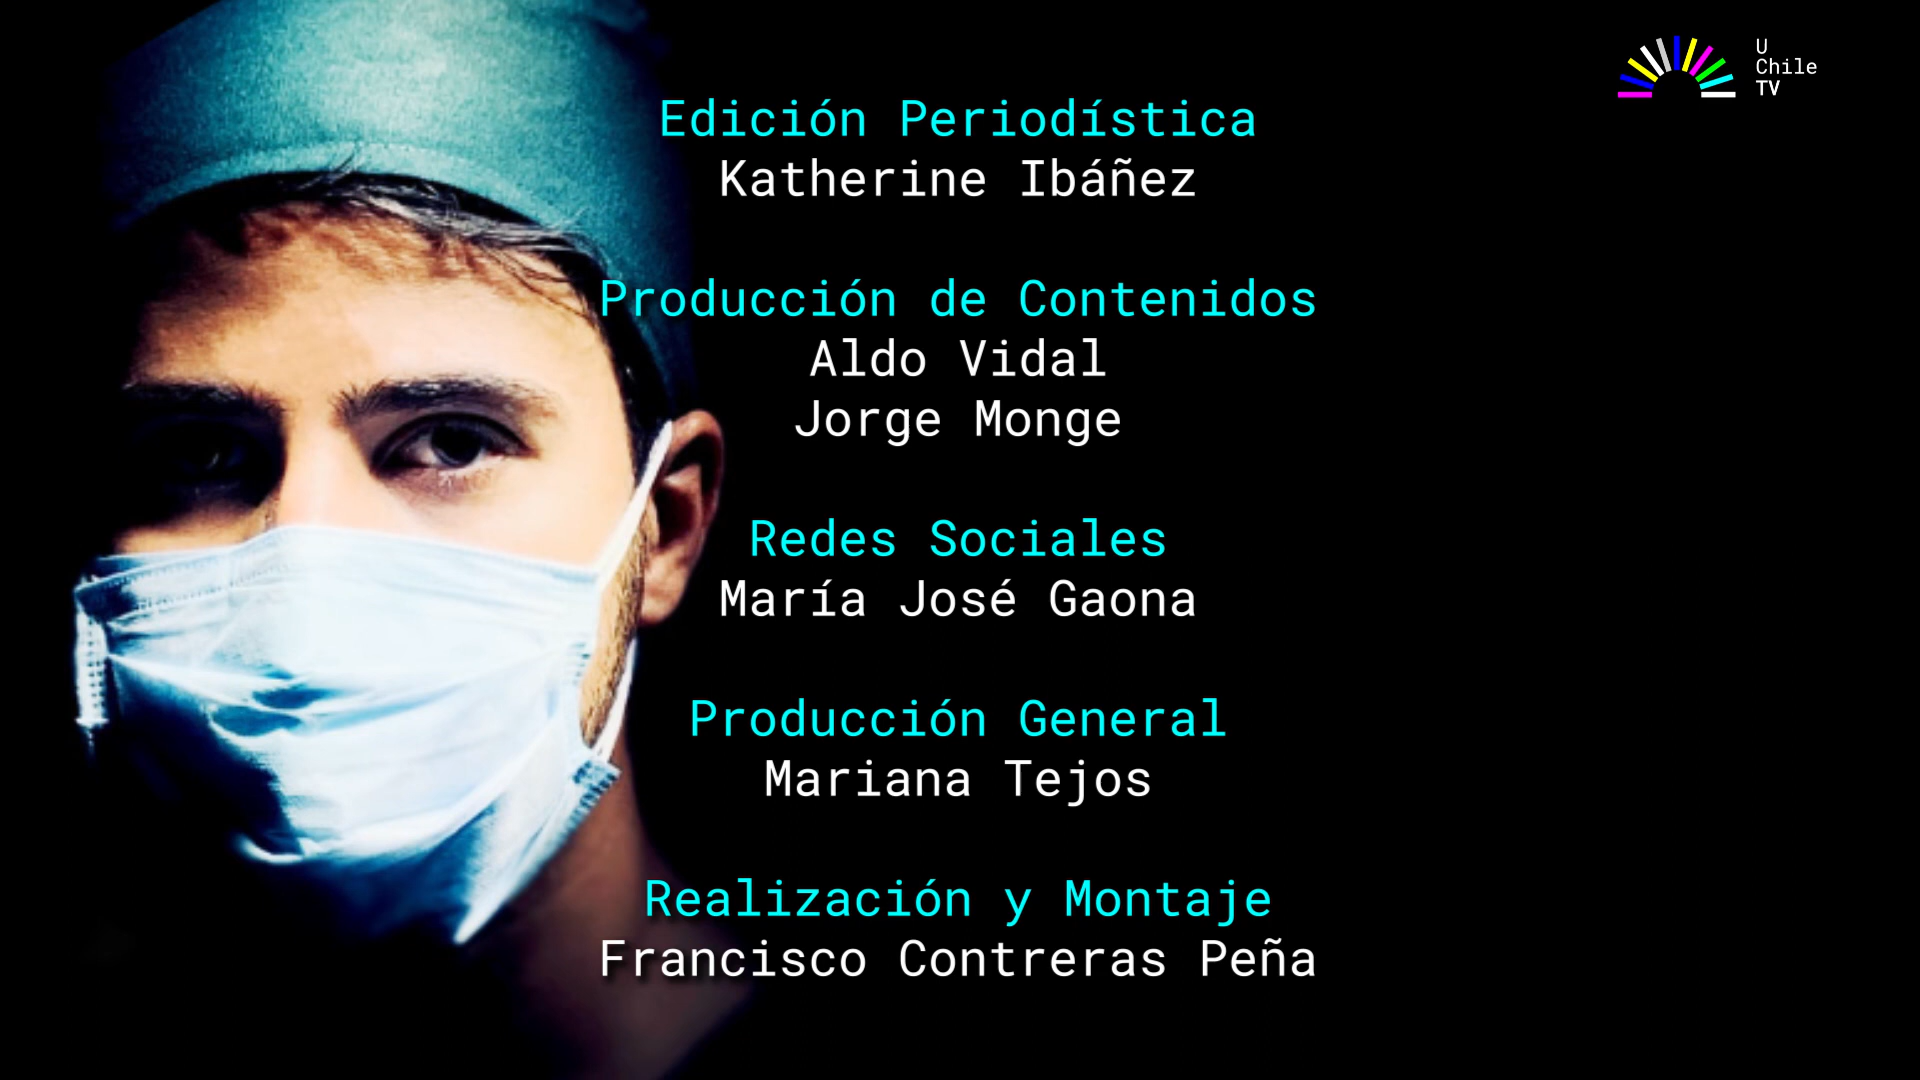 U
Chile
TV
Edición Periodística
Katherine Ibáñez
Producción de Contenidos
Aldo Vidal
Jorge Monge
Redes Sociales
María José Gaona
Producción General
Mariana Tejos
Realización y Montaje
Francisco Contreras Peña